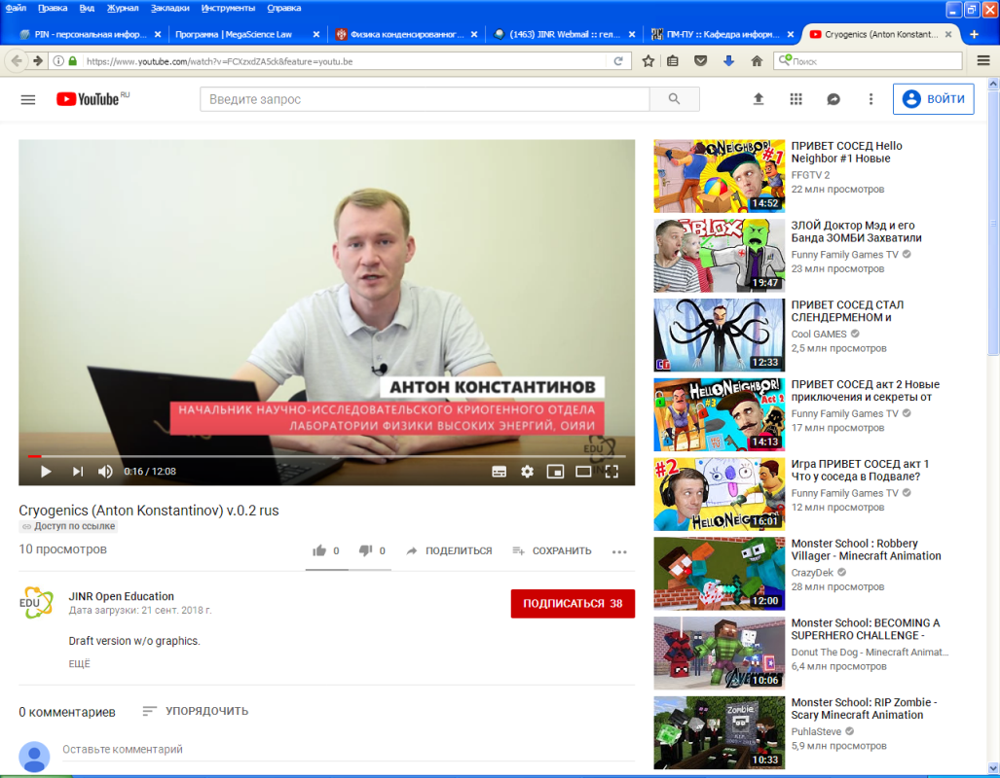 Файл Правка Вид Журнал Закладки Инструменты Справка
PIN - персональная инфор...
Программа | MegaScience Law
Физика конденсированног...
(1463) JINR Webmail :: гел...
ПМ-ПУ :: Кафедра информ...
Cryogenics (Anton Konstant...
https://www.youtube.com/watch?v=FCXzxdZA5ck&feature=youtu.be
Поиск
YouTube RU
Введите запрос
ВОЙТИ
АНТОН КОНСТАНТИНОВ
НАЧАЛЬНИК НАУЧНО-ИССЛЕДОВАТЕЛЬСКОГО КРИОГЕННОГО ОТДЕЛА
ЛАБОРАТОРИИ ФИЗИКИ ВЫСОКИХ ЭНЕРГИЙ, ОИЯИ
EDU
0:16 / 12:08
Cryogenics (Anton Konstantinov) v.0.2 rus
Доступ по ссылке
10 просмотров
0
0
ПОДЕЛИТЬСЯ
СОХРАНИТЬ
EDU
JINR Open Education
Дата загрузки: 21 сент. 2018 г.
ПОДПИСАТЬСЯ 38
Draft version w/o graphics.
ЕЩЁ
0 комментариев
УПОРЯДОЧИТЬ
Оставьте комментарий
#1
14:52
ПРИВЕТ СОСЕД Hello
Neighbor #1 Новые
FFGTV 2
22 млн просмотров
19:47
ЗЛОЙ Доктор Мэд и его
Банда ЗОМБИ Захватили
Funny Family Games TV
23 млн просмотров
CG
12:33
ПРИВЕТ СОСЕД СТАЛ
СЛЕНДЕРМЕНОМ и
Cool GAMES
2,5 млн просмотров
HELLO NEIGHBOR!
Act 2
#3
14:13
ПРИВЕТ СОСЕД акт 2 Новые
приключения и секреты от
Funny Family Games TV
17 млн просмотров
#2
HELLO NEIGHBOR
16:01
Игра ПРИВЕТ СОСЕД акт 1
Что у соседа в Подвале?
Funny Family Games TV
12 млн просмотров
12:00
Monster School : Robbery
Villager - Minecraft Animation
CrazyDek
28 млн просмотров
10:06
Monster School: BECOMING A
SUPERHERO CHALLENGE -
Donut The Dog - Minecraft Animat...
6,4 млн просмотров
Zombie
10:33
Monster School: RIP Zombie -
Scary Minecraft Animation
PuhlaSteve
5,9 млн просмотров